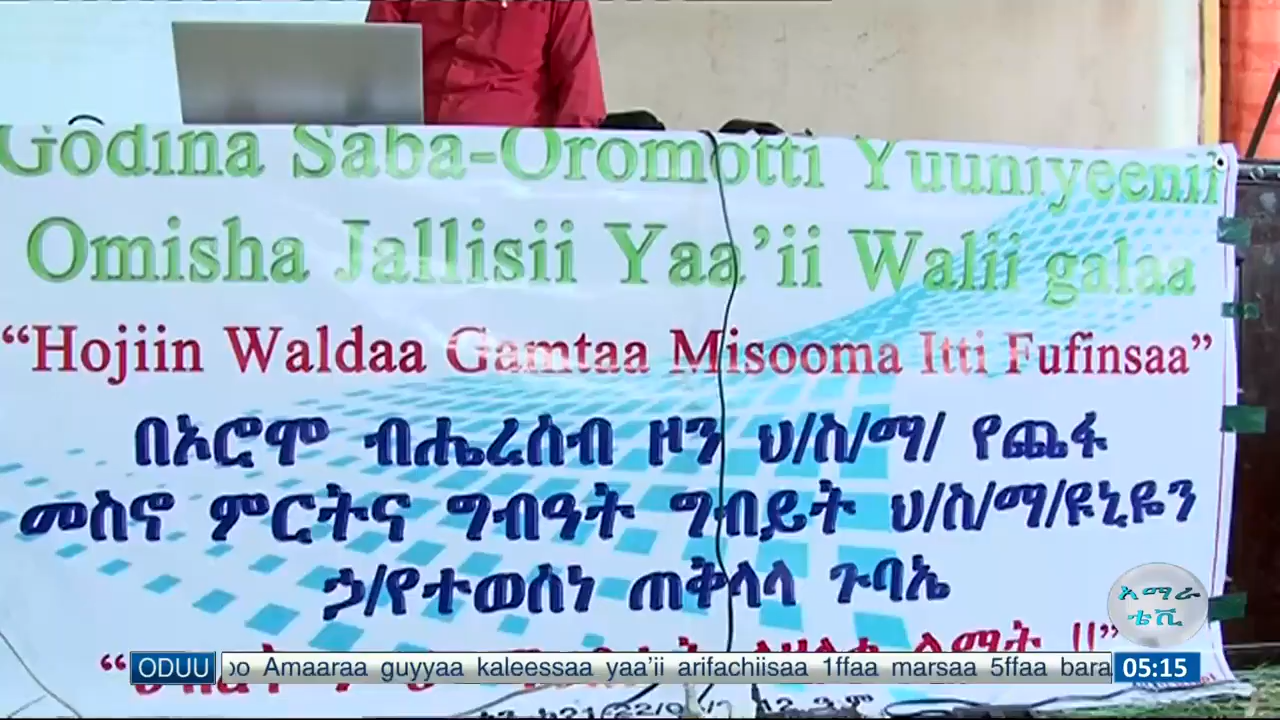 Godina Saba-Oromotti Yuuniyeenii
Omisha Jallisii Yaa'ii Walii galaa
“Hojiin Waldaa Gamtaa Misooma Itti Fufinsaa”
በኦሮሞ ብሔረሰብ ዞን ህ/ስ/ማ/ የጨፋ
መስኖ ምርትና ግብዓት ግብይት ህ/ስ/ማ/ዩኒዬን
ኃ/የተወሰነ ጠቅላላ ጉባኤ
ልማት !!”
አማራ
ቴቪ
ODUU Amaaraa guyyaa kaleessaa yaa'ii arifachiisaa 1ffaa marsaa 5ffaa bara 05:15